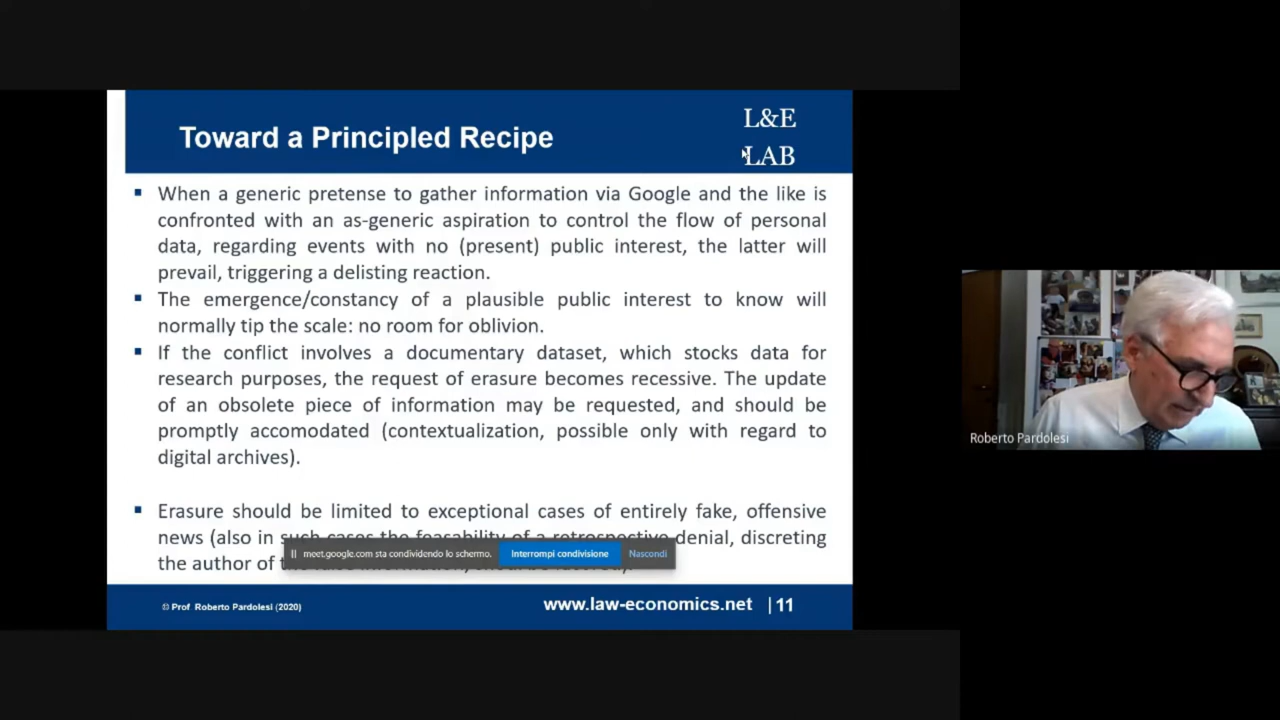 Toward a Principled Recipe
L&E
LAB
▪ When a generic pretense to gather information via Google and the like is
confronted with an as-generic aspiration to control the flow of personal
data, regarding events with no (present) public interest, the latter will
prevail, triggering a delisting reaction.
▪ The emergence/constancy of a plausible public interest to know will
normally tip the scale: no room for oblivion.
▪ If the conflict involves a documentary dataset, which stocks data for
research purposes, the request of erasure becomes recessive. The update
of an obsolete piece of information may be requested, and should be
promptly accomodated (contextualization, possible only with regard to
digital archives).
▪ Erasure should be limited to exceptional cases of entirely fake, offensive
news (also in such cases the feasability of a retrospective denial, discreting
the author of
meet.google.com sta condividendo lo schermo. Interrompi condivisione Nascondi
© Prof Roberto Pardolesi (2020)
www.law-economics.net | 11
Roberto Pardolesi